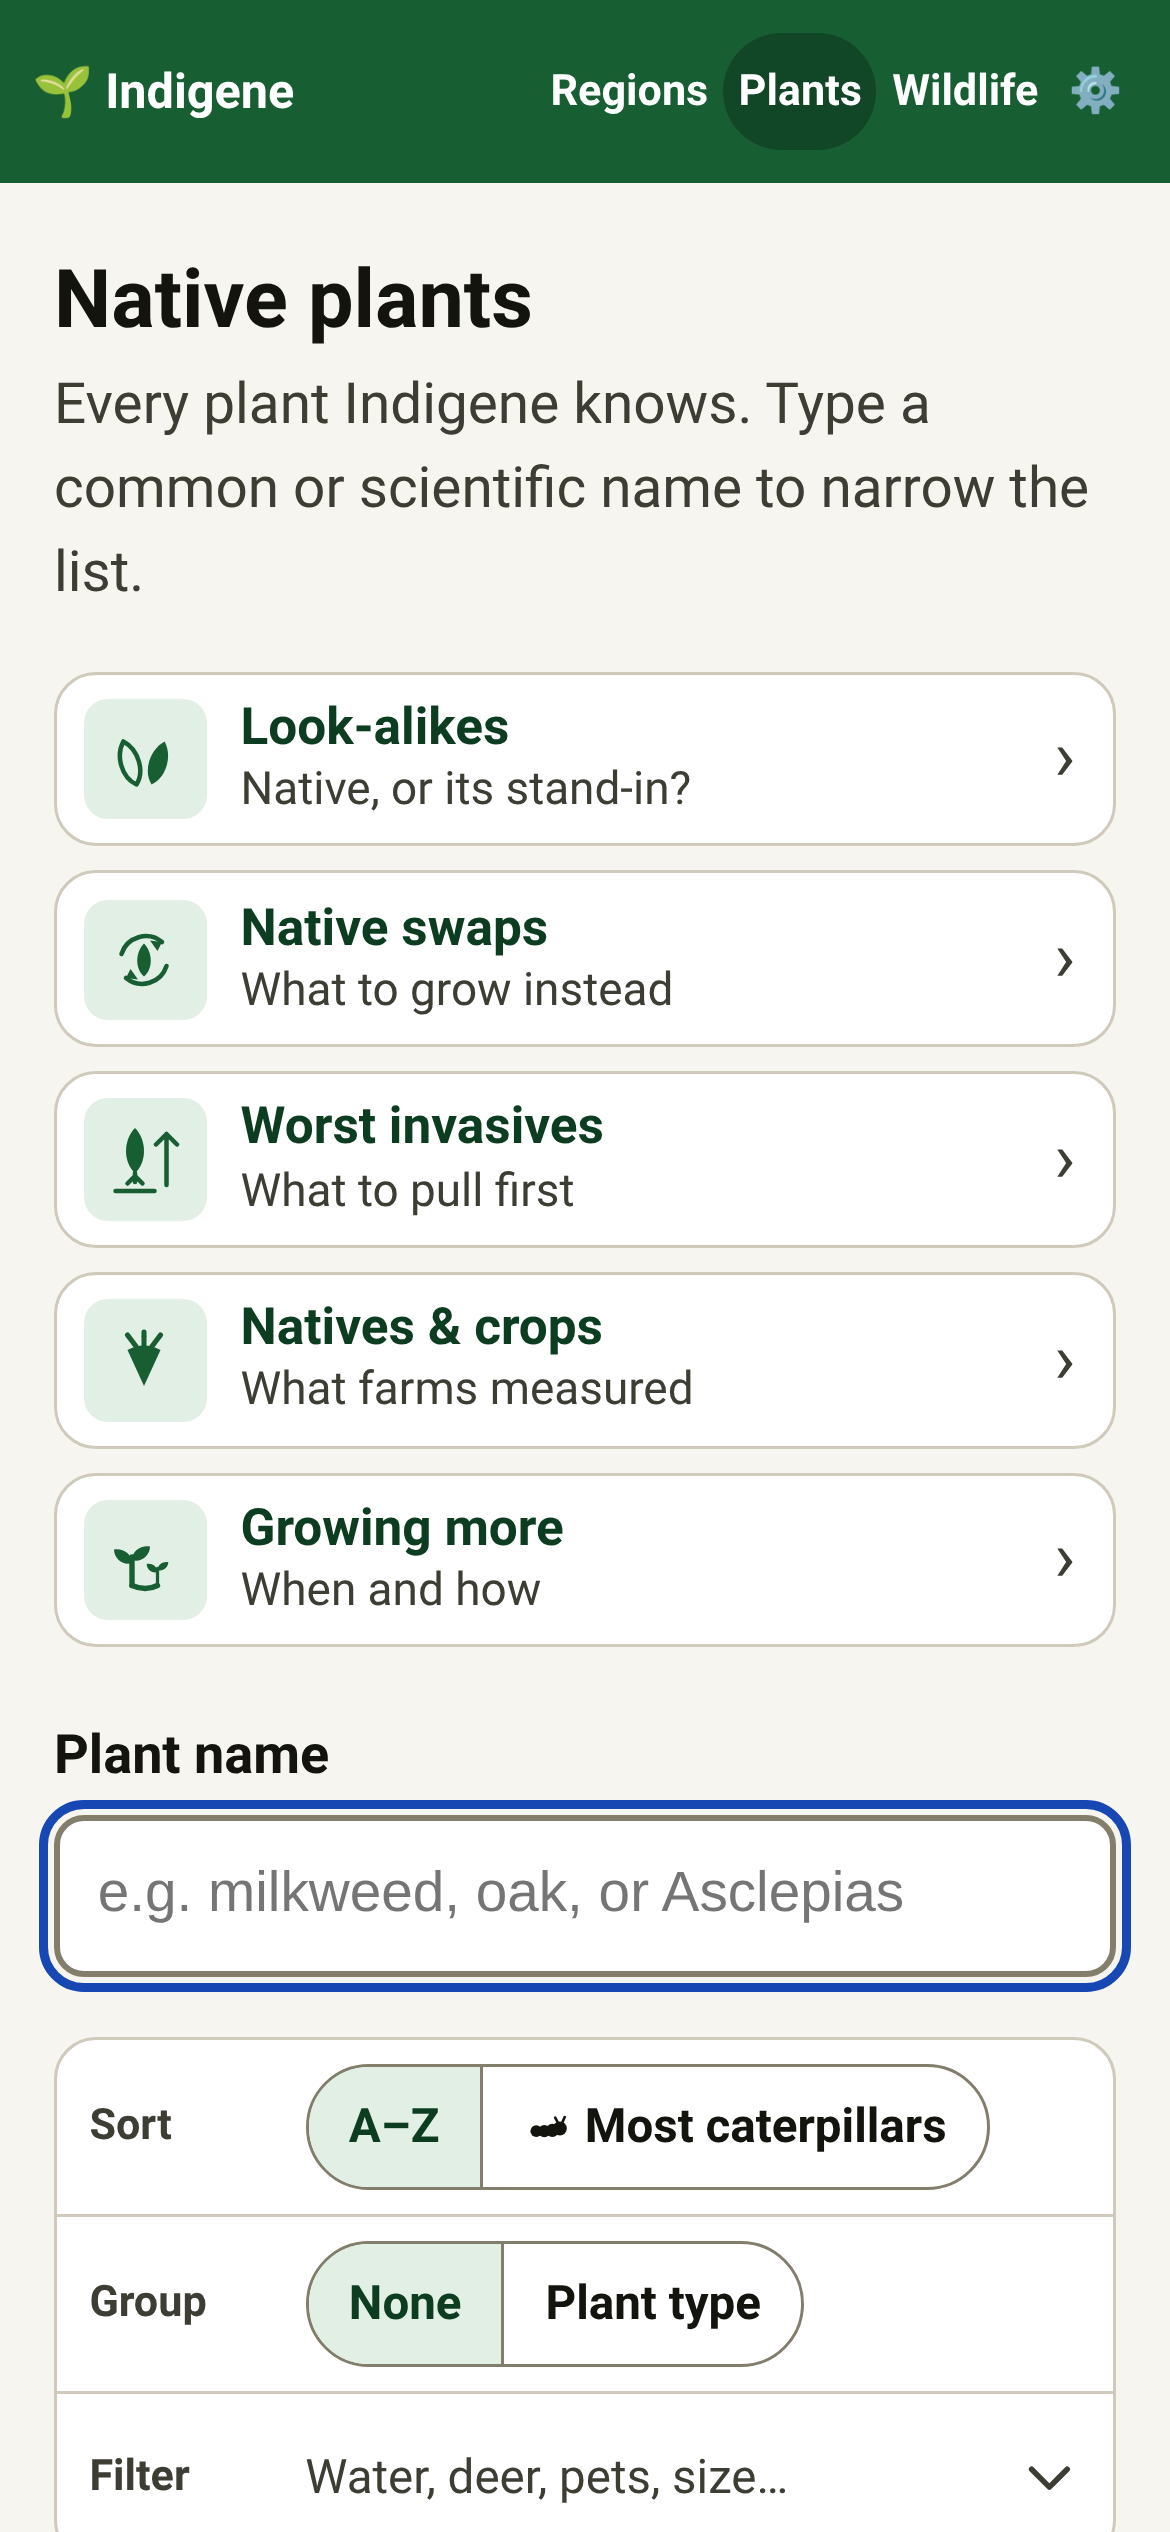 Indigene
Regions Plants Wildlife
Native plants
Every plant Indigene knows. Type a
common or scientific name to narrow the
list.
Look-alikes
Native, or its stand-in?
Native swaps
What to grow instead
Worst invasives
What to pull first
Natives & crops
What farms measured
Growing more
When and how
Plant name
e.g. milkweed, oak, or Asclepias
Sort A–Z Most caterpillars
Group None Plant type
Filter Water, deer, pets, size…